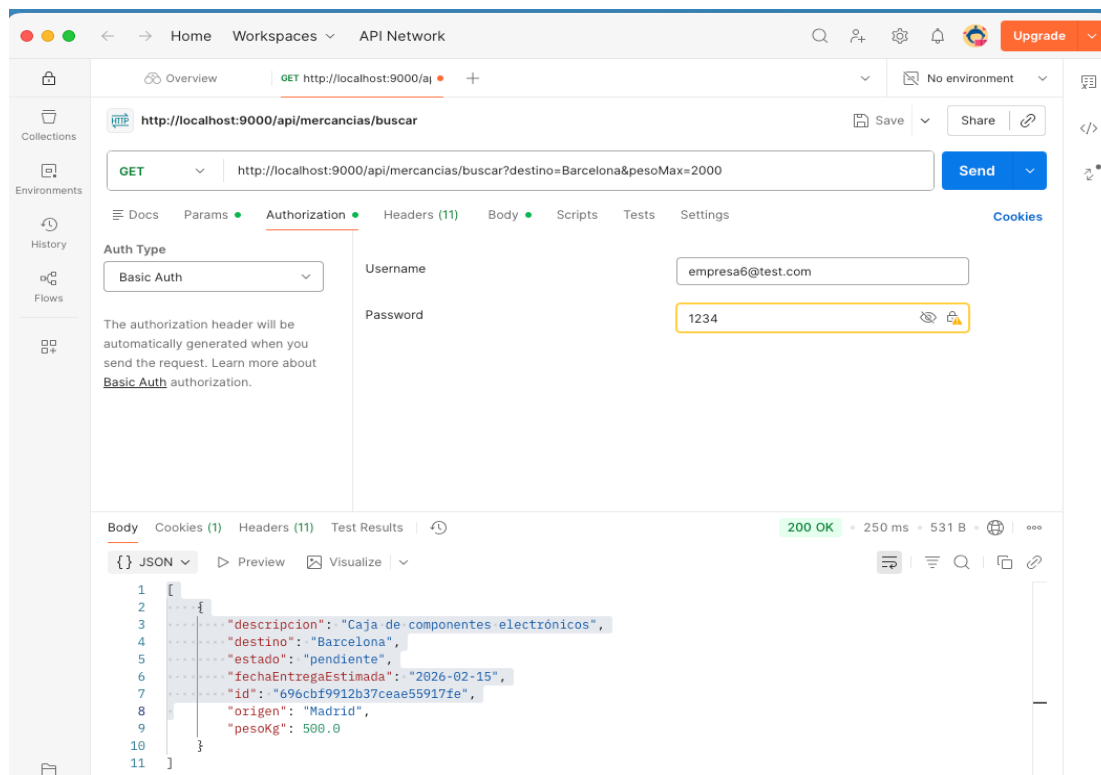 Home Workspaces API Network Upgrade
Overview GET http://localhost:9000/a No environment
Collections
Environments
History
Flows
HTTP http://localhost:9000/api/mercancias/buscar Save Share
GET http://localhost:9000/api/mercancias/buscar?destino=Barcelona&pesoMax=2000 Send
Docs Params Authorization Headers (11) Body Scripts Tests Settings Cookies
Auth Type
Basic Auth
The authorization header will be
automatically generated when you
send the request. Learn more about
Basic Auth authorization.
Username empresa6@test.com
Password 1234
Body Cookies (1) Headers (11) Test Results 200 OK • 250 ms • 531 B
{} JSON Preview Visualize
1 [
2 {
3 "descripcion": "Caja de componentes electrónicos",
4 "destino": "Barcelona",
5 "estado": "pendiente",
6 "fechaEntregaEstimada": "2026-02-15",
7 "id": "696cbf9912b37ceae55917fe",
8 "origen": "Madrid",
9 "pesoKg": 500.0
10 }
11 ]